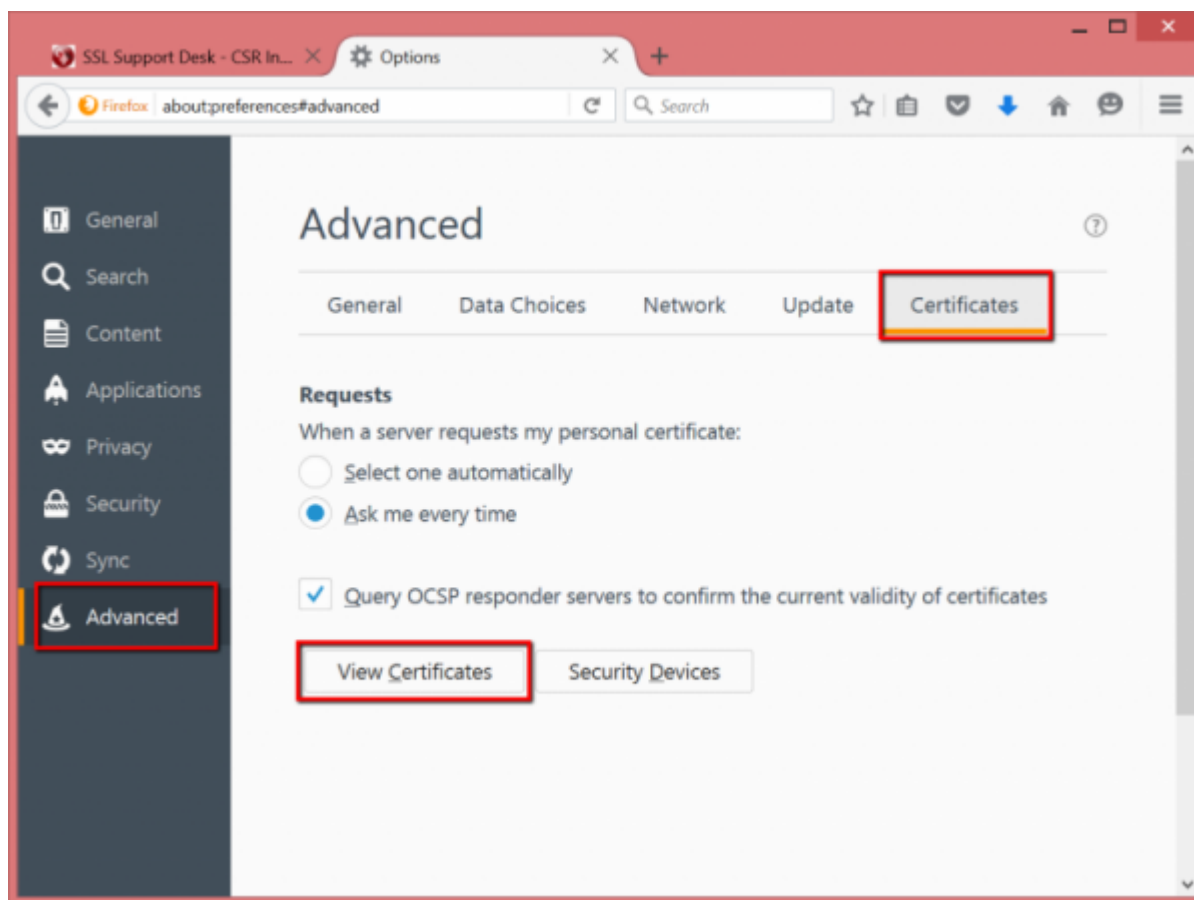 SSL Support Desk - CSR In...
Options
Firefox about:preferences#advanced
Search
General
Search
Content
Applications
Privacy
Security
Sync
Advanced
Advanced
General Data Choices Network Update Certificates
Requests
When a server requests my personal certificate:
Select one automatically
Ask me every time
Query OCSP responder servers to confirm the current validity of certificates
View Certificates Security Devices